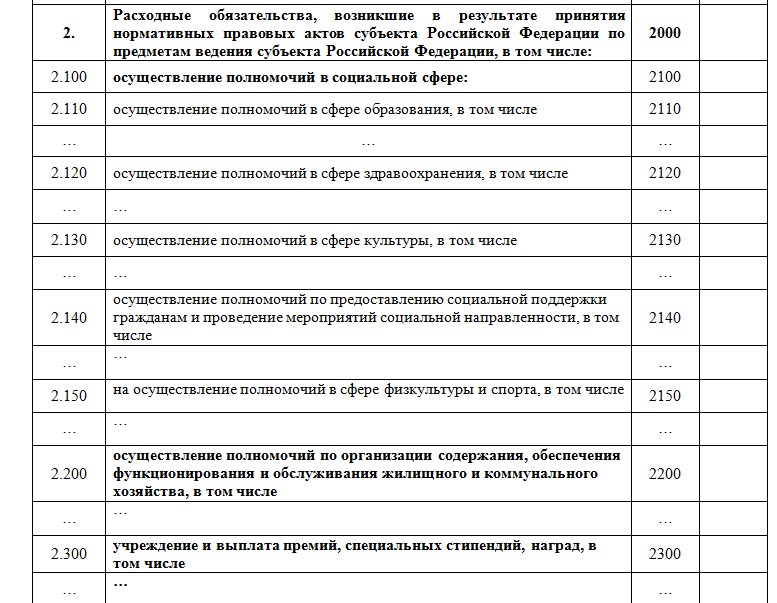 Расходные обязательства, возникшие в результате принятия
2. нормативных правовых актов субъекта Российской Федерации по 2000
предметам ведения субъекта Российской Федерации, в том числе:
2.100 осуществление полномочий в социальной сфере: 2100
2.110 осуществление полномочий в сфере образования, в том числе 2110
… … …
2.120 осуществление полномочий в сфере здравоохранения, в том числе 2120
… … …
2.130 осуществление полномочий в сфере культуры, в том числе 2130
… … …
осуществление полномочий по предоставлению социальной поддержки
2.140 гражданам и проведение мероприятий социальной направленности, в том 2140
числе
… … …
2.150 на осуществление полномочий в сфере физкультуры и спорта, в том числе 2150
… … …
осуществление полномочий по организации содержания, обеспечения
2.200 функционирования и обслуживания жилищного и коммунального 2200
хозяйства, в том числе
… … …
2.300 учреждение и выплата премий, специальных стипендий, наград, в 2300
том числе
… … …